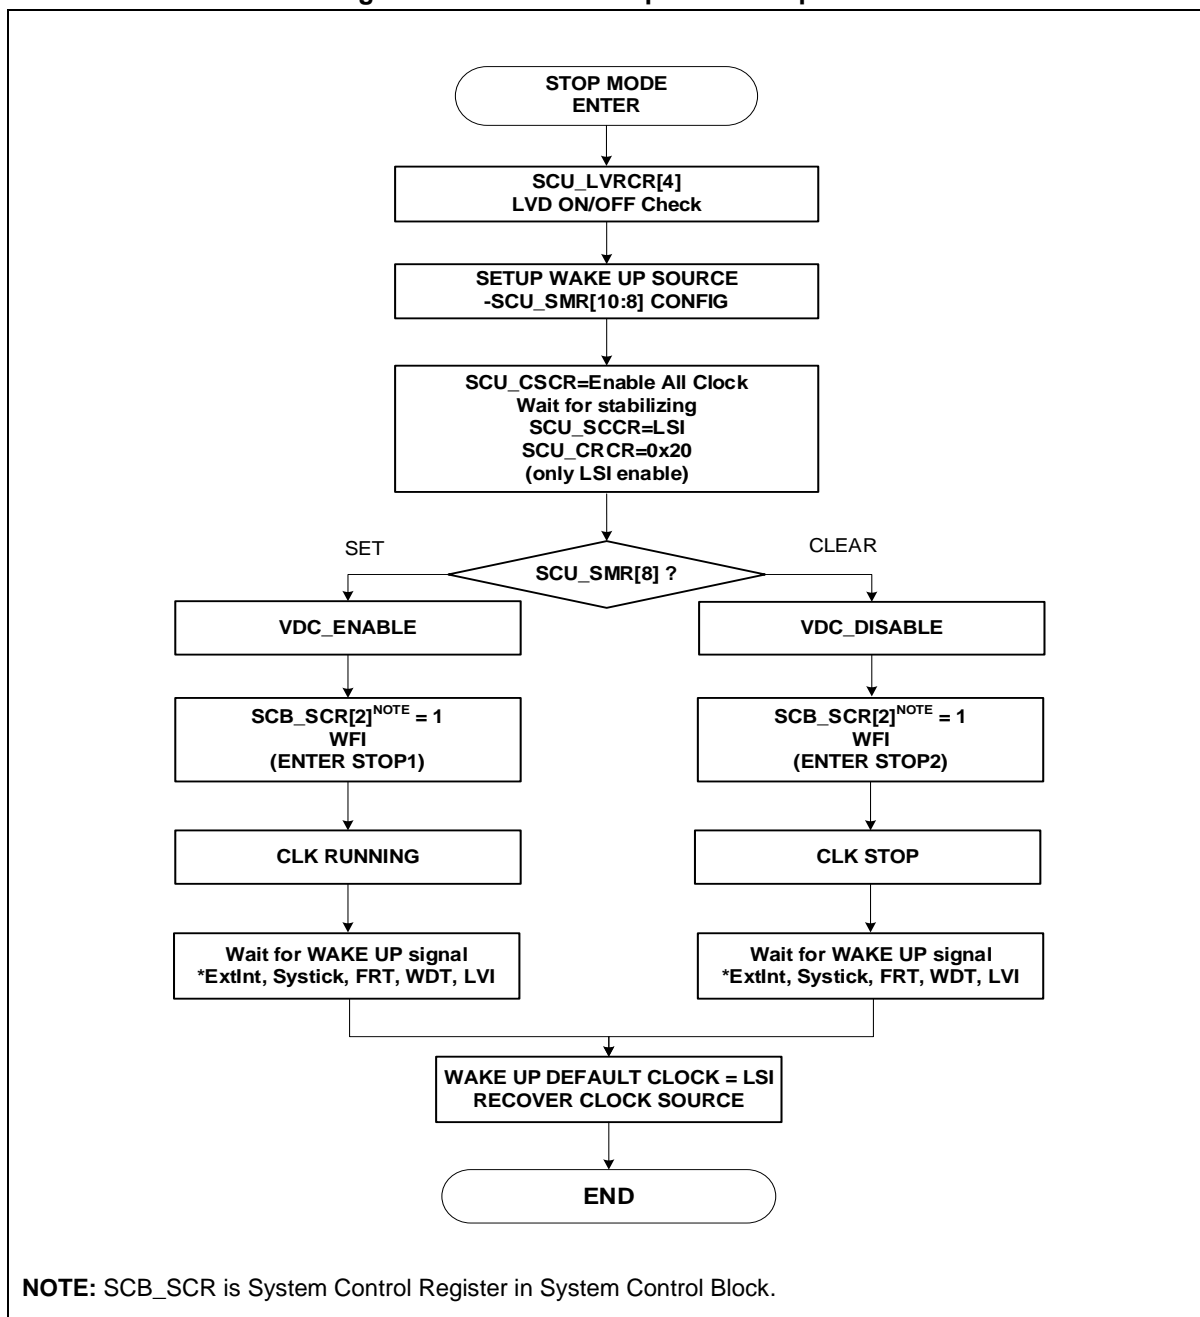 STOP MODE
ENTER
SCU_LVRCR[4]
LVD ON/OFF Check
SETUP WAKE UP SOURCE
-SCU_SMR[10:8] CONFIG
SCU_CSCR=Enable All Clock
Wait for stabilizing
SCU_SCCR=LSI
SCU_CRCR=0x20
(only LSI enable)
SET
CLEAR
SCU_SMR[8] ?
VDC_ENABLE
VDC_DISABLE
SCB_SCR[2]NOTE = 1
WFI
(ENTER STOP1)
SCB_SCR[2]NOTE = 1
WFI
(ENTER STOP2)
CLK RUNNING
CLK STOP
Wait for WAKE UP signal
*ExtInt, Systick, FRT, WDT, LVI
Wait for WAKE UP signal
*ExtInt, Systick, FRT, WDT, LVI
WAKE UP DEFAULT CLOCK = LSI
RECOVER CLOCK SOURCE
END
NOTE: SCB_SCR is System Control Register in System Control Block.